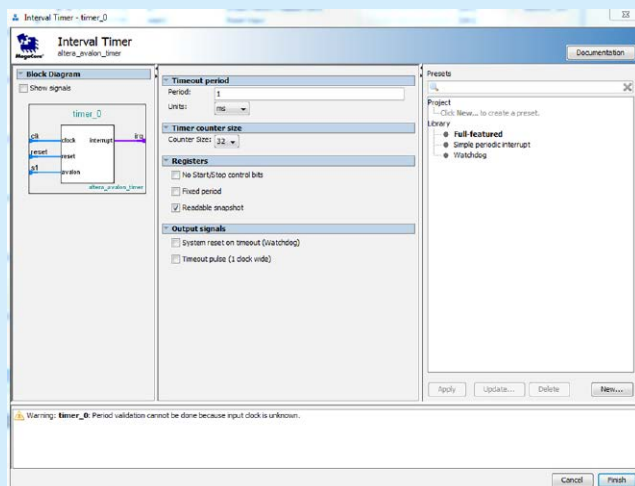 Interval Timer - timer_0
MegaCore
Interval Timer
altera_avalon_timer
Documentation
Block Diagram
Show signals
timer_0
clk
clock
interrupt
irq
reset
reset
s1
avalon
altera_avalon_timer
Timeout period
Period:
1
Units:
ms
Timer counter size
Counter Size:
32
Registers
No Start/Stop control bits
Fixed period
Readable snapshot
Output signals
System reset on timeout (Watchdog)
Timeout pulse (1 clock wide)
Presets
Project
Click New... to create a preset.
Library
Full-featured
Simple periodic interrupt
Watchdog
Apply
Update...
Delete
New...
Warning: timer_0: Period validation cannot be done because input clock is unknown.
Cancel
Finish